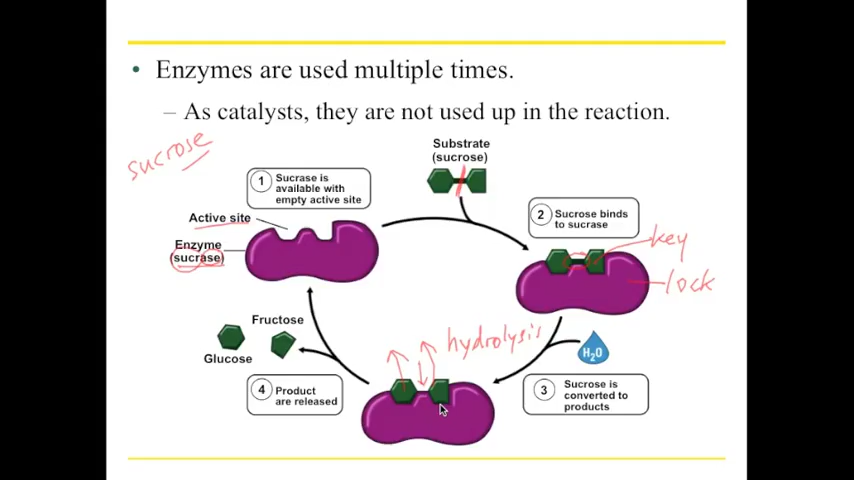 • Enzymes are used multiple times.
– As catalysts, they are not used up in the reaction.
sucrose
Substrate
(sucrose)
1 Sucrase is
available with
empty active site
Active site
Enzyme
(sucrase)
2 Sucrose binds
to sucrase
key
lock
hydrolysis
H2O
3 Sucrose is
converted to
products
Fructose
Glucose
4 Product
are released